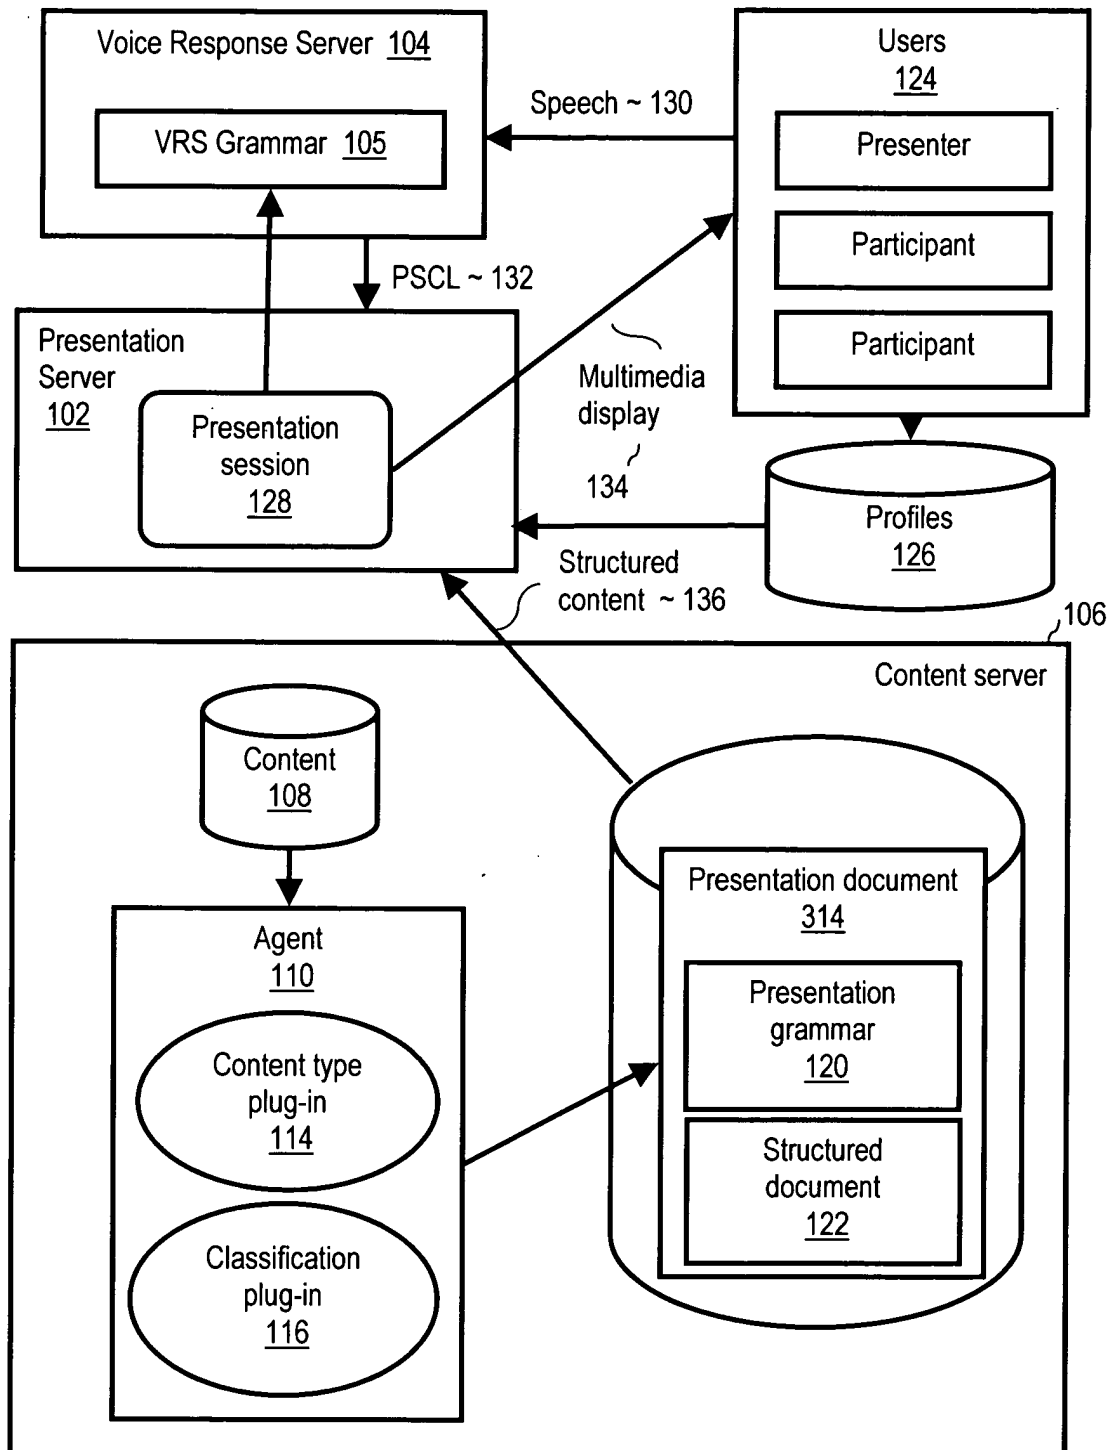 Voice Response Server 104
VRS Grammar 105
Speech ~ 130
Users
124
Presenter
Participant
Participant
PSCL ~ 132
Presentation
Server
102
Presentation
session
128
Multimedia
display
134
Profiles
126
Structured
content ~ 136
106
Content server
Content
108
Agent
110
Content type
plug-in
114
Classification
plug-in
116
Presentation document
314
Presentation
grammar
120
Structured
document
122